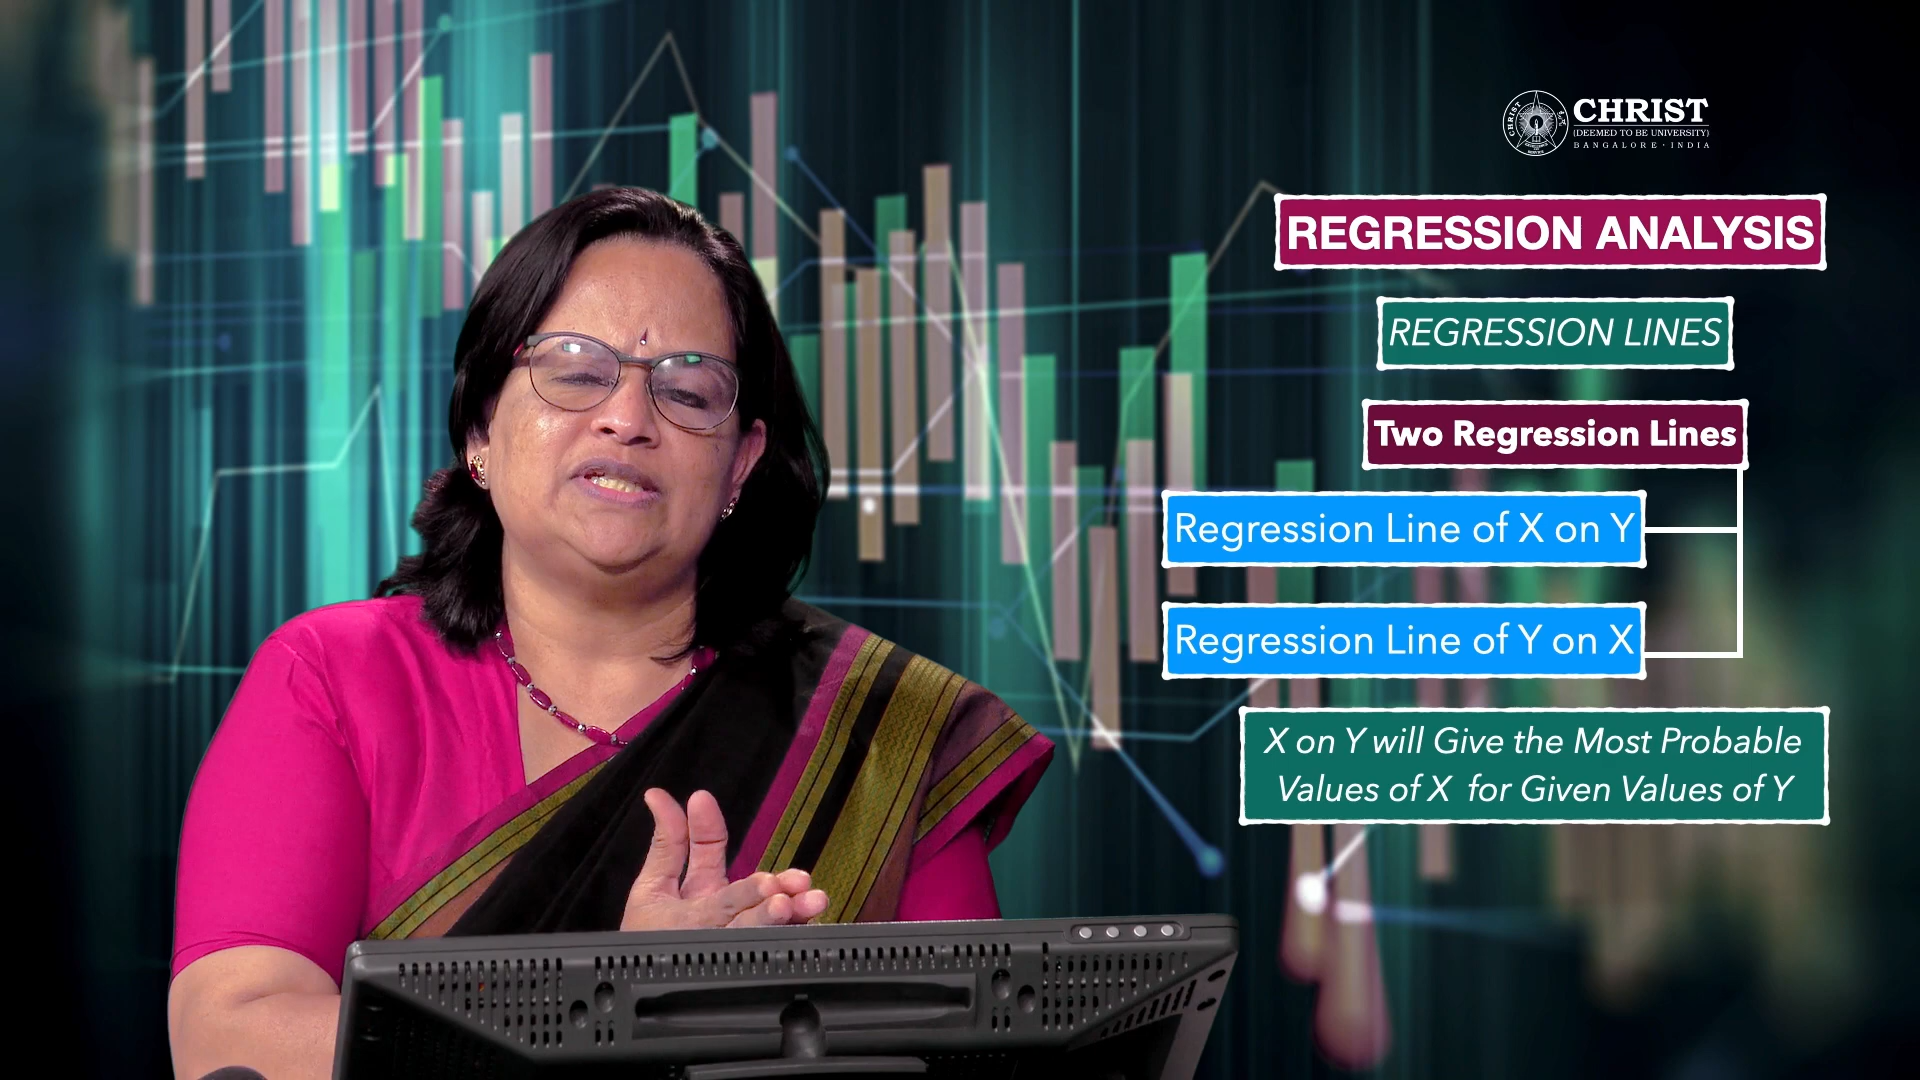 CHRIST
(DEEMED TO BE UNIVERSITY)
BANGALORE · INDIA
REGRESSION ANALYSIS
REGRESSION LINES
Two Regression Lines
Regression Line of X on Y
Regression Line of Y on X
X on Y will Give the Most Probable
Values of X for Given Values of Y